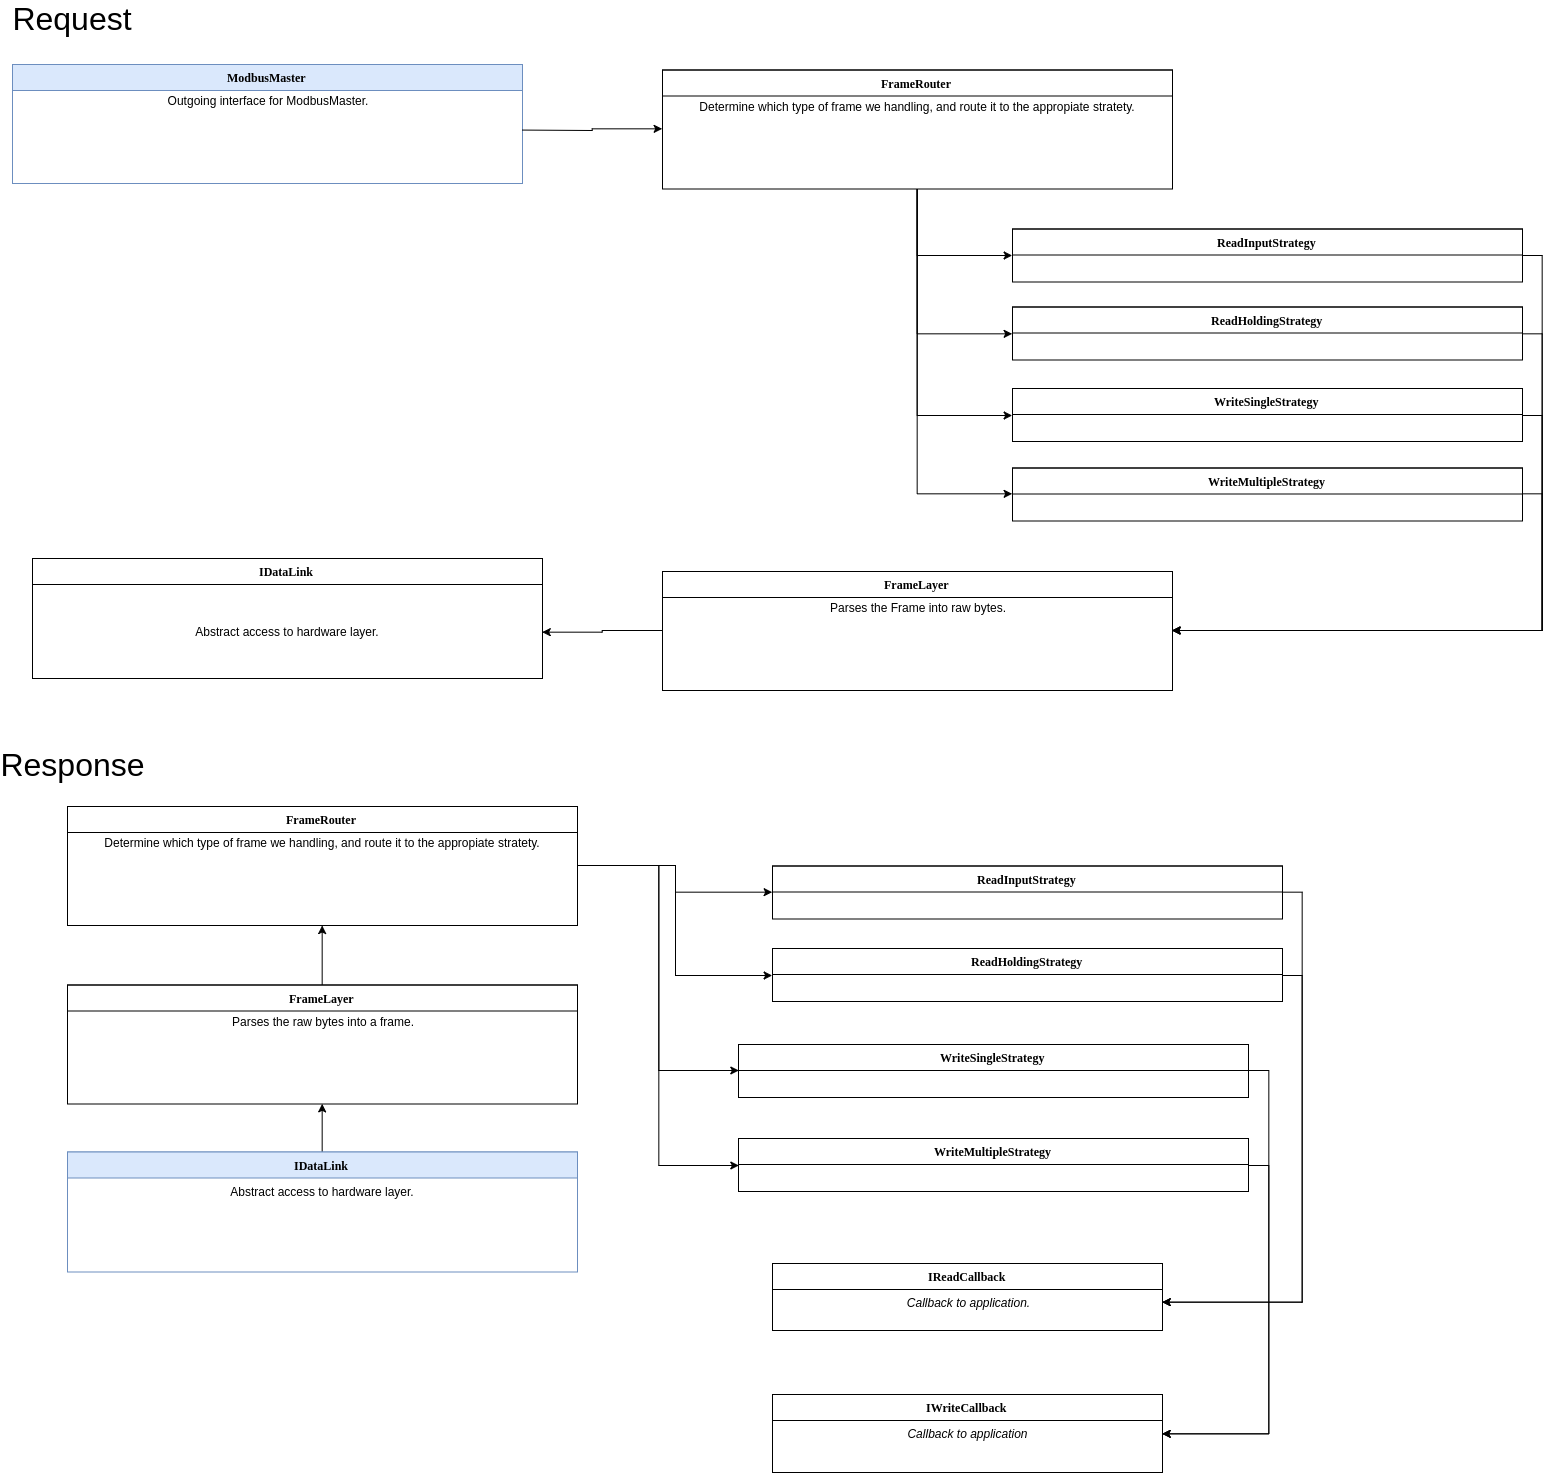 Request
ModbusMaster
Outgoing interface for ModbusMaster.
FrameRouter
Determine which type of frame we handling, and route it to the appropiate stratety.
ReadInputStrategy
ReadHoldingStrategy
WriteSingleStrategy
WriteMultipleStrategy
IDataLink
Abstract access to hardware layer.
FrameLayer
Parses the Frame into raw bytes.
Response
FrameRouter
Determine which type of frame we handling, and route it to the appropiate stratety.
FrameLayer
Parses the raw bytes into a frame.
IDataLink
Abstract access to hardware layer.
ReadInputStrategy
ReadHoldingStrategy
WriteSingleStrategy
WriteMultipleStrategy
IReadCallback
Callback to application.
IWriteCallback
Callback to application